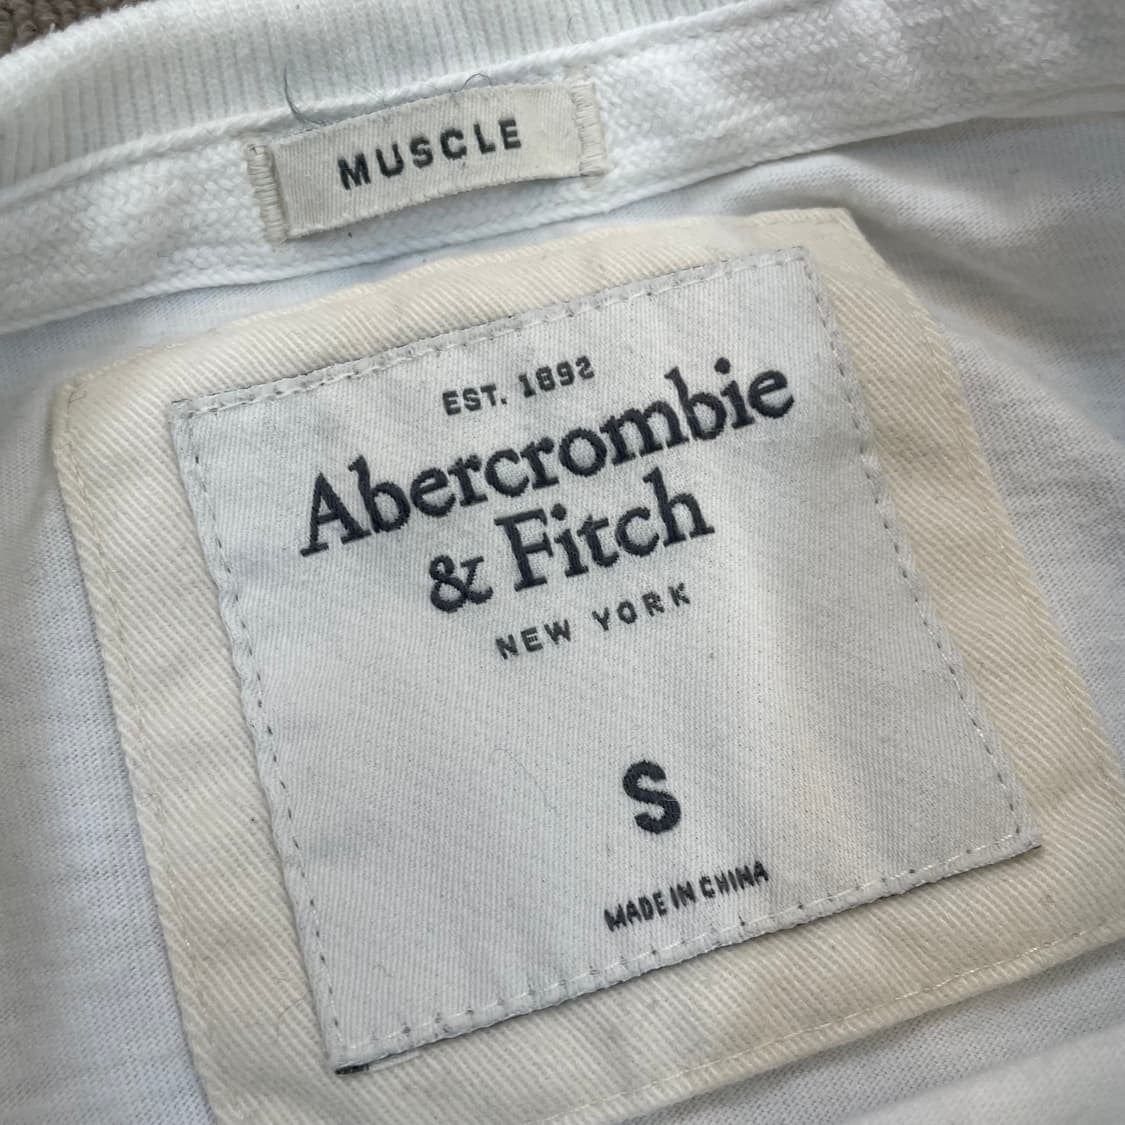 MUSCLE
EST. 1892
Abercrombie
& Fitch
NEW YORK
S
MADE IN CHINA